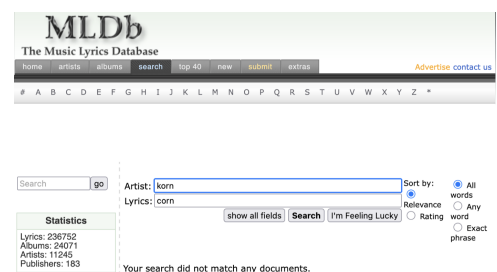 MLDb
The Music Lyrics Database
home artists albums search top 40 new submit extras
Advertise contact us
# A B C D E F G H I J K L M N O P Q R S T U V W X Y Z *
Search go
Statistics
Lyrics: 236752
Albums: 24071
Artists: 11245
Publishers: 183
Artist: korn
Lyrics: corn
show all fields Search I'm Feeling Lucky
Sort by:
Relevance
Rating
All words
Any word
Exact phrase
Your search did not match any documents.